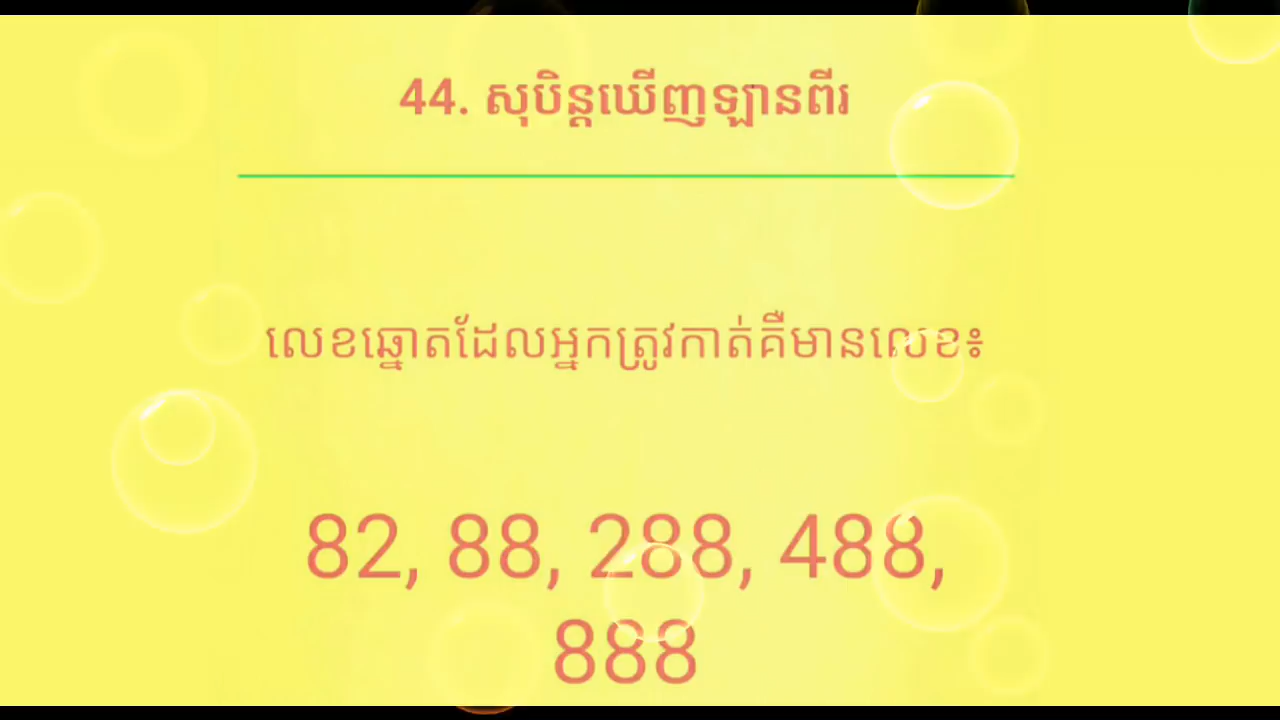 44. សុបិន្តឃើញឡានពីរ
លេខឆ្នោតដែលអ្នកត្រូវកាត់គឺមានលេខ៖
82, 88, 288, 488,
888